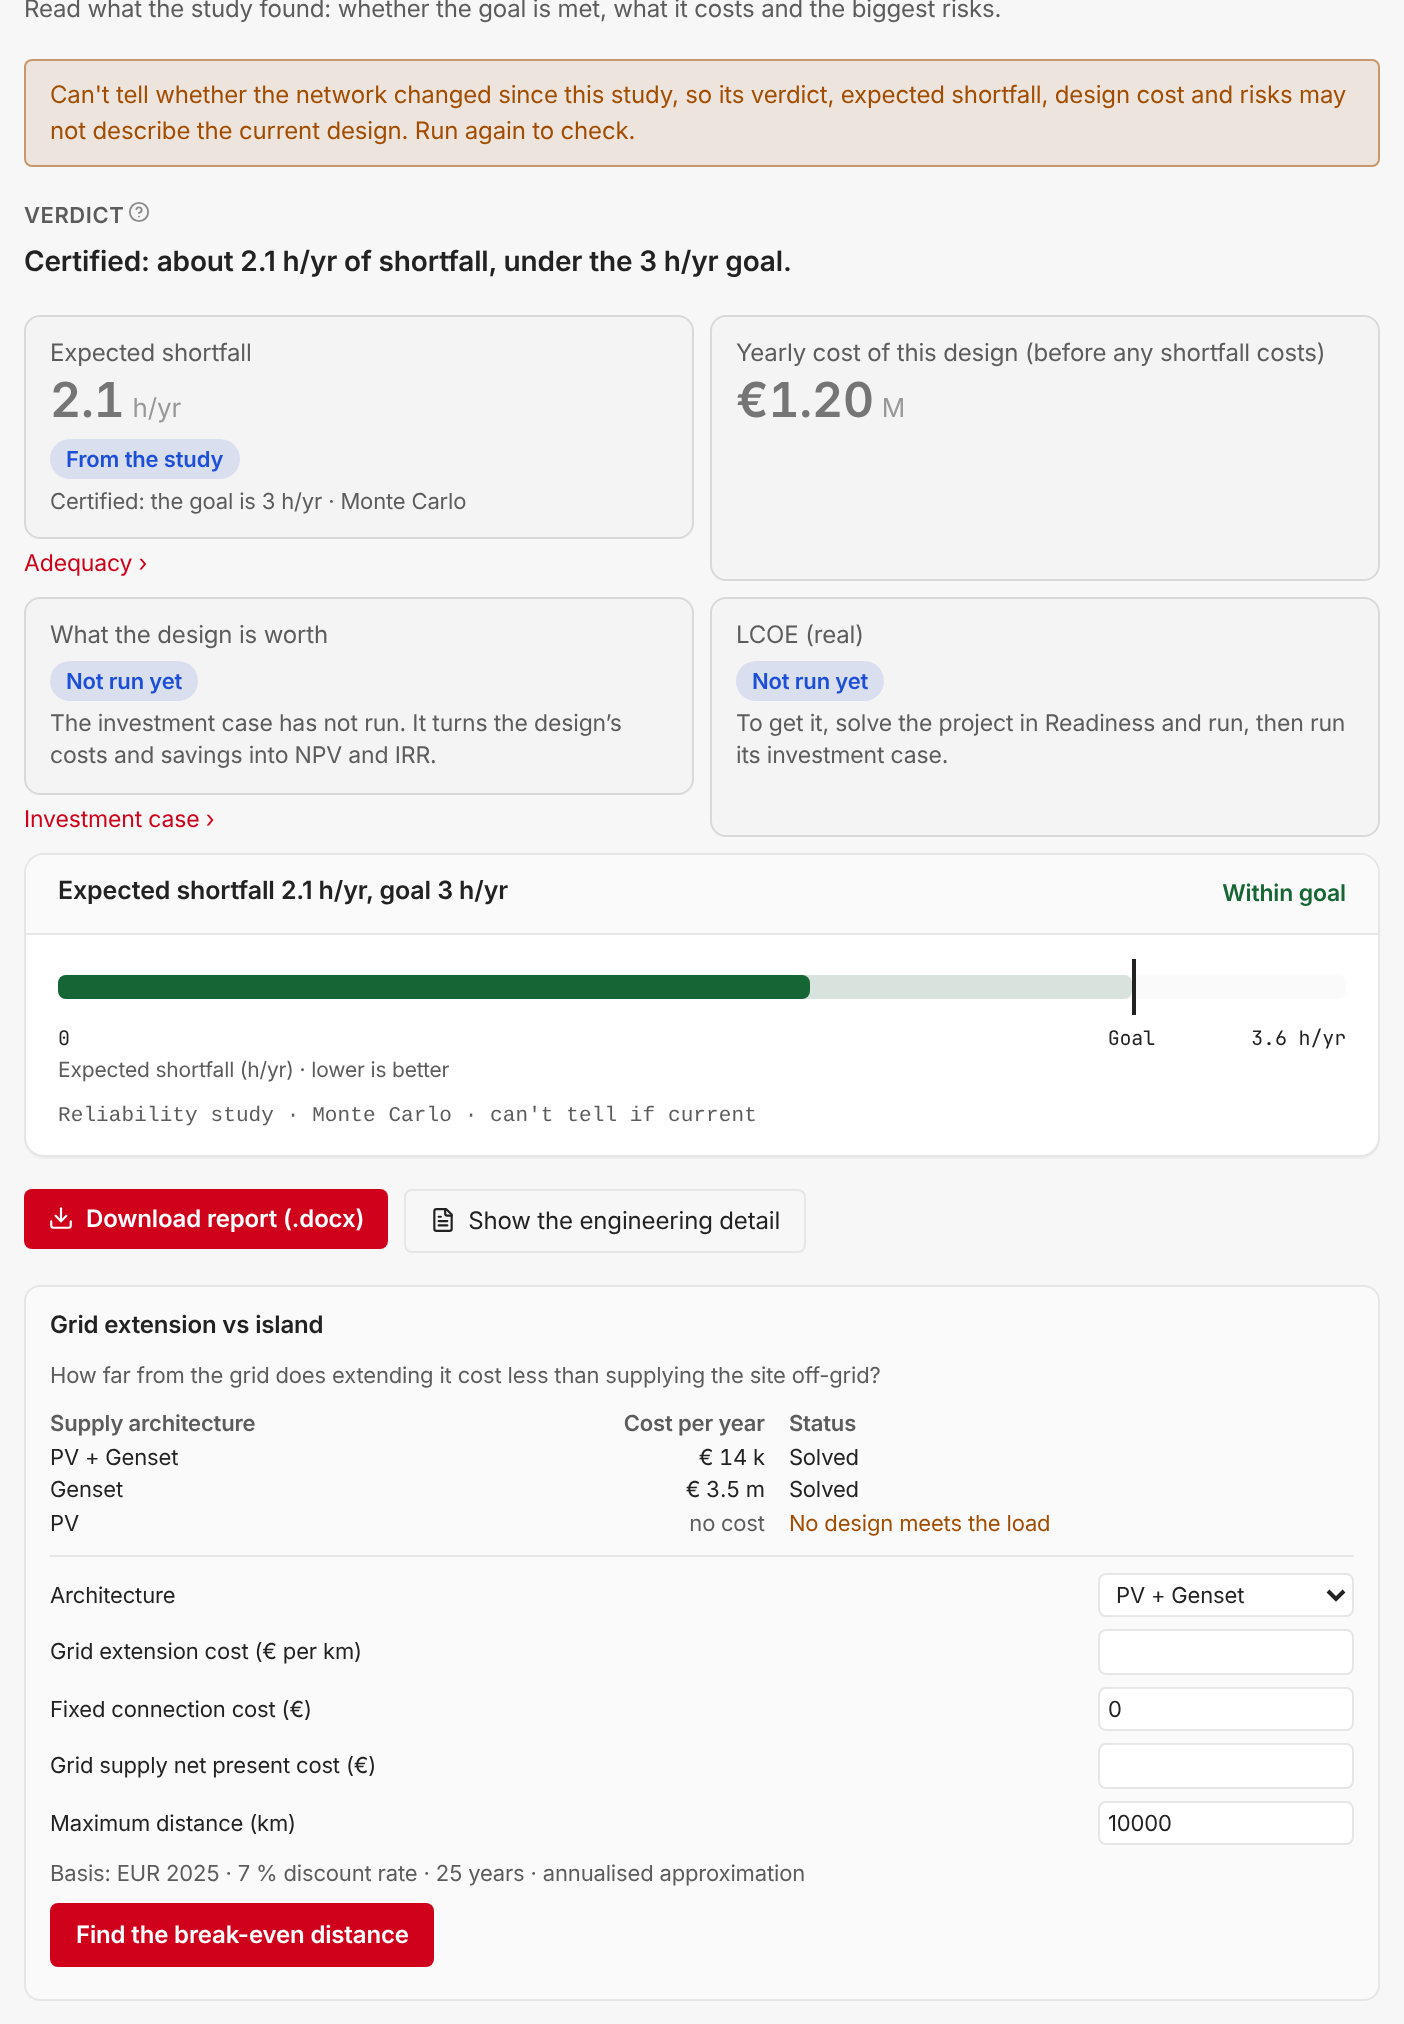 Read what the study found: whether the goal is met, what it costs and the biggest risks.
Can't tell whether the network changed since this study, so its verdict, expected shortfall, design cost and risks may
not describe the current design. Run again to check.
VERDICT ?
Certified: about 2.1 h/yr of shortfall, under the 3 h/yr goal.
Expected shortfall
2.1 h/yr
From the study
Certified: the goal is 3 h/yr · Monte Carlo
Adequacy ›
Yearly cost of this design (before any shortfall costs)
€1.20 M
What the design is worth
Not run yet
The investment case has not run. It turns the design’s
costs and savings into NPV and IRR.
Investment case ›
LCOE (real)
Not run yet
To get it, solve the project in Readiness and run, then run
its investment case.
Expected shortfall 2.1 h/yr, goal 3 h/yr
Within goal
0
Goal
3.6 h/yr
Expected shortfall (h/yr) · lower is better
Reliability study · Monte Carlo · can't tell if current
Download report (.docx)
Show the engineering detail
Grid extension vs island
How far from the grid does extending it cost less than supplying the site off-grid?
Supply architecture Cost per year Status
PV + Genset € 14 k Solved
Genset € 3.5 m Solved
PV no cost No design meets the load
Architecture PV + Genset
Grid extension cost (€ per km)
Fixed connection cost (€) 0
Grid supply net present cost (€)
Maximum distance (km) 10000
Basis: EUR 2025 · 7 % discount rate · 25 years · annualised approximation
Find the break-even distance